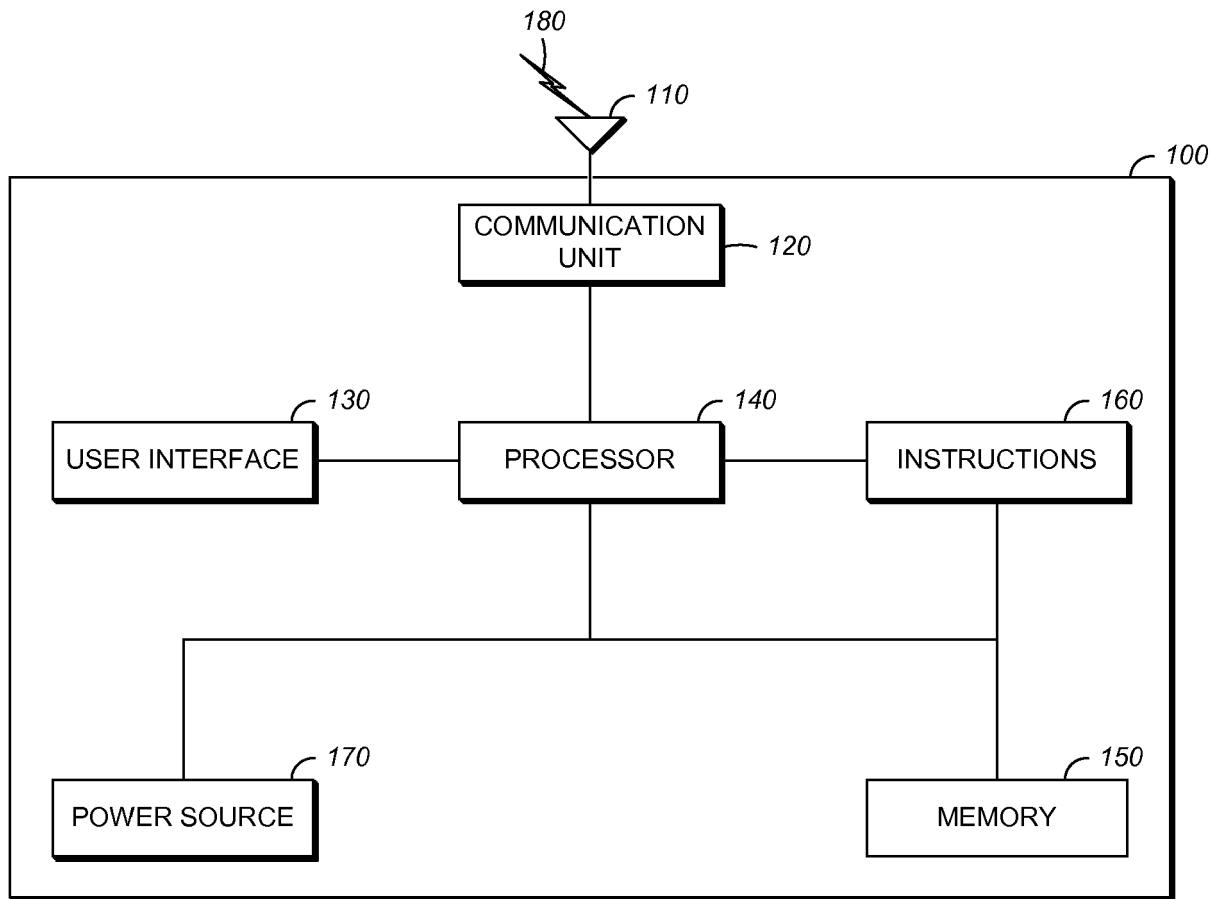 180
110
100
COMMUNICATION
UNIT
120
130
140
160
USER INTERFACE
PROCESSOR
INSTRUCTIONS
170
150
POWER SOURCE
MEMORY